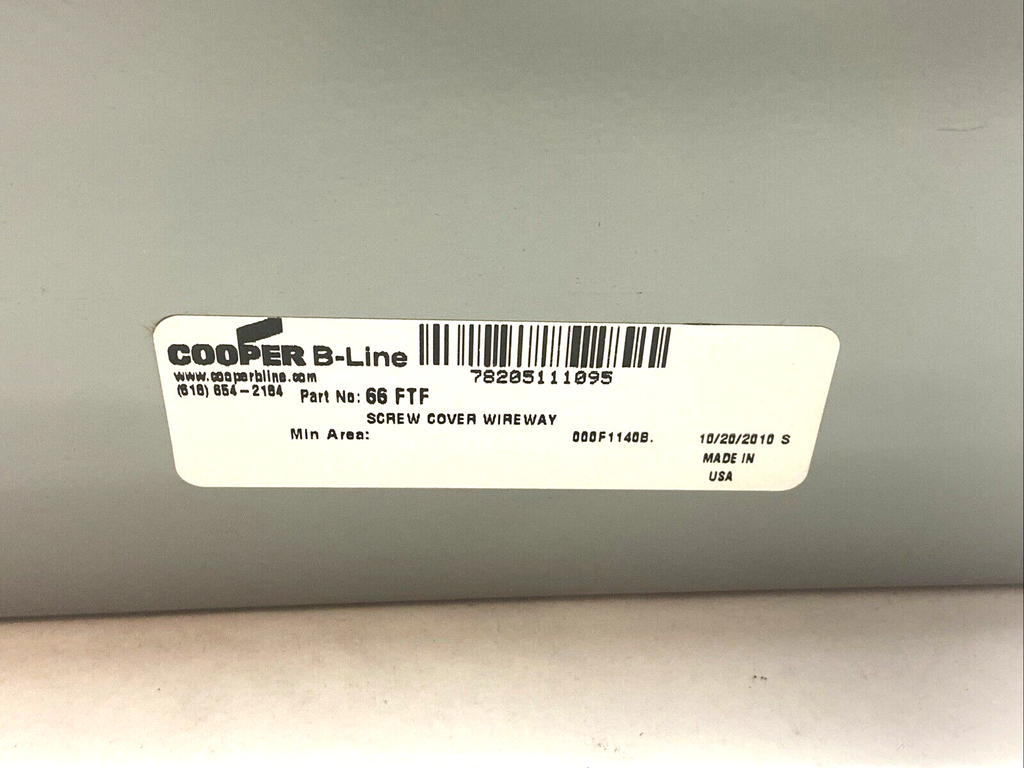 COOPER B-Line
78205111095
www.cooperbline.com
(618) 654-2184
Part No: 66 FTF
SCREW COVER WIREWAY
Min Area:
000F1140B. 10/20/2010 S
MADE IN
USA